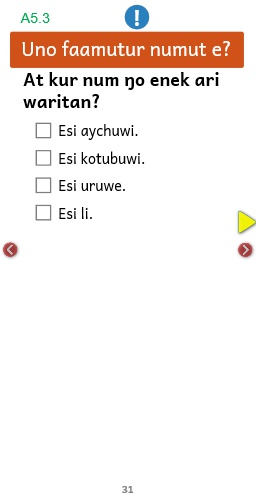 A5.3
!
Uno faamutur numut e?
At kur num ŋo enek ari
waritan?
Esi aychuwi.
Esi kotubuwi.
Esi uruwe.
Esi li.
31